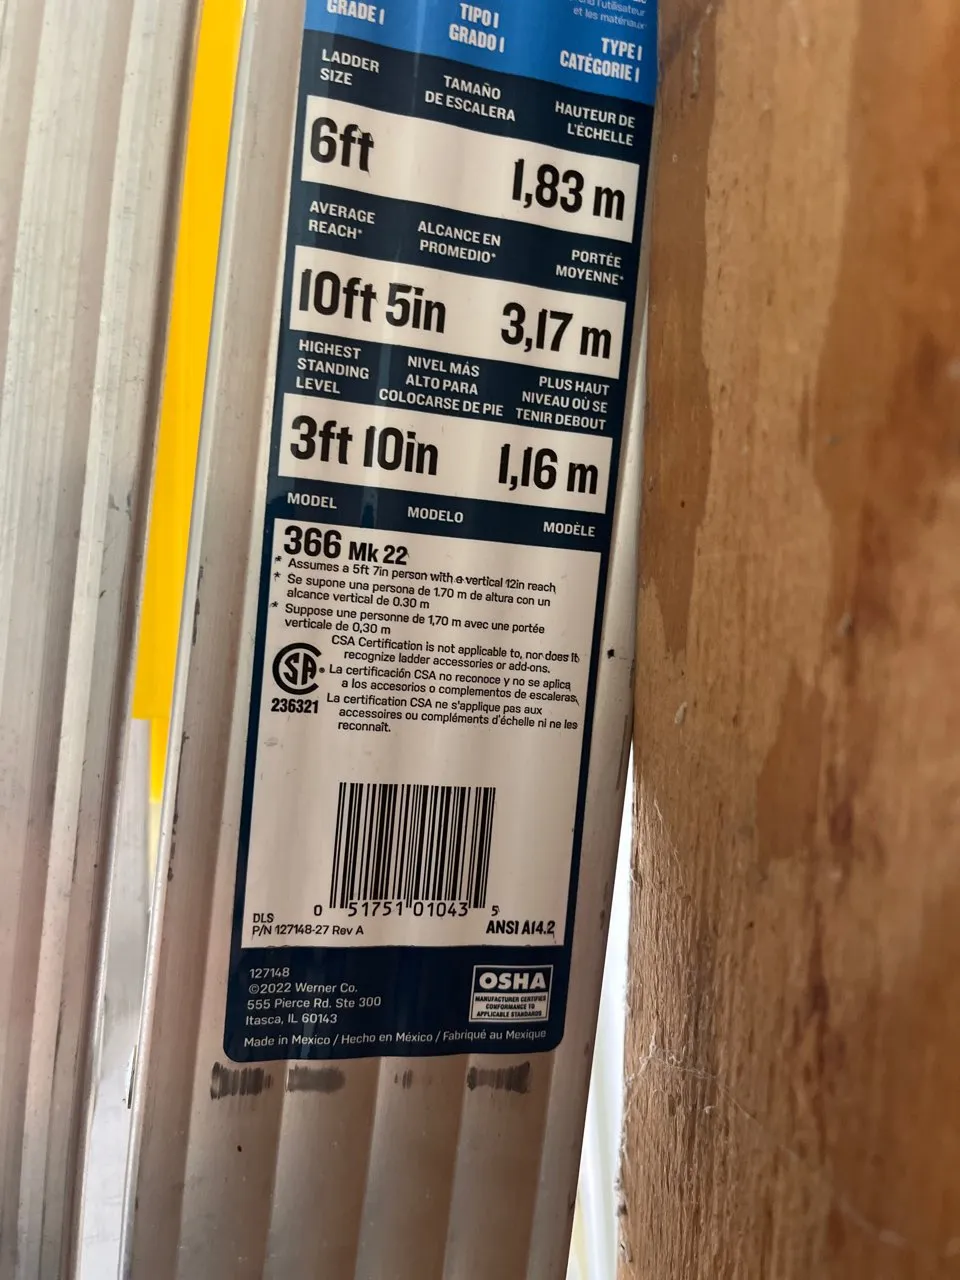 GRADE I
TIPO I
GRADO I
l'utilisateur
et les matériaux
TYPE I
CATÉGORIE I
LADDER
SIZE
TAMAÑO
DE ESCALERA
HAUTEUR DE
L'ÉCHELLE
6ft 1,83 m
AVERAGE
REACH*
ALCANCE EN
PROMEDIO*
PORTÉE
MOYENNE*
10ft 5in 3,17 m
HIGHEST
STANDING
LEVEL
NIVEL MÁS
ALTO PARA
COLOCARSE DE PIE
PLUS HAUT
NIVEAU OÙ SE
TENIR DEBOUT
3ft 10in 1,16 m
MODEL MODELO MODÈLE
366 Mk 22
* Assumes a 5ft 7in person with a vertical 12in reach
* Se supone una persona de 1.70 m de altura con un
alcance vertical de 0.30 m
* Suppose une personne de 1,70 m avec une portée
verticale de 0,30 m
CSA Certification is not applicable to, nor does it
recognize ladder accessories or add-ons.
La certificación CSA no reconoce y no se aplica
a los accesorios o complementos de escaleras.
La certification CSA ne s'applique pas aux
accessoires ou compléments d'échelle ni ne les
reconnaît.
SA
236321
0 51751 01043 5
DLS
P/N 127148-27 Rev A
ANSI A14.2
127148
©2022 Werner Co.
555 Pierce Rd. Ste 300
Itasca, IL 60143
OSHA
MANUFACTURER CERTIFIES
CONFORMANCE TO
APPLICABLE STANDARDS
Made in Mexico / Hecho en México / Fabriqué au Mexique